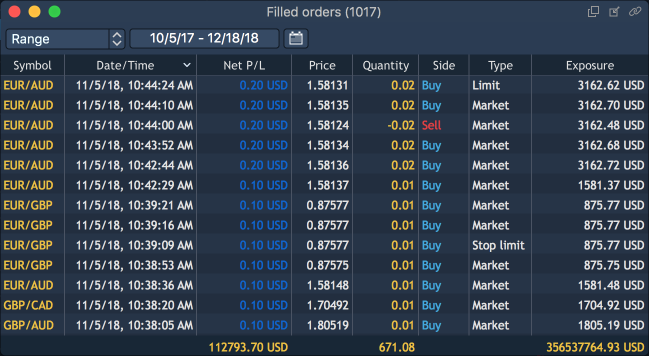 Filled orders (1017)
Range 10/5/17 - 12/18/18
Symbol Date/Time Net P/L Price Quantity Side Type Exposure
EUR/AUD 11/5/18, 10:44:24 AM 0.20 USD 1.58131 0.02 Buy Limit 3162.62 USD
EUR/AUD 11/5/18, 10:44:10 AM 0.20 USD 1.58135 0.02 Buy Market 3162.70 USD
EUR/AUD 11/5/18, 10:44:00 AM 0.20 USD 1.58124 -0.02 Sell Market 3162.48 USD
EUR/AUD 11/5/18, 10:43:52 AM 0.20 USD 1.58134 0.02 Buy Market 3162.68 USD
EUR/AUD 11/5/18, 10:42:44 AM 0.20 USD 1.58136 0.02 Buy Market 3162.72 USD
EUR/AUD 11/5/18, 10:42:29 AM 0.10 USD 1.58137 0.01 Buy Market 1581.37 USD
EUR/GBP 11/5/18, 10:39:21 AM 0.10 USD 0.87577 0.01 Buy Market 875.77 USD
EUR/GBP 11/5/18, 10:39:16 AM 0.10 USD 0.87577 0.01 Buy Market 875.77 USD
EUR/GBP 11/5/18, 10:39:09 AM 0.10 USD 0.87577 0.01 Buy Stop limit 875.77 USD
EUR/GBP 11/5/18, 10:38:53 AM 0.10 USD 0.87575 0.01 Buy Market 875.75 USD
EUR/AUD 11/5/18, 10:38:36 AM 0.10 USD 1.58148 0.01 Buy Market 1581.48 USD
GBP/CAD 11/5/18, 10:38:20 AM 0.10 USD 1.70492 0.01 Buy Market 1704.92 USD
GBP/AUD 11/5/18, 10:38:05 AM 0.10 USD 1.80519 0.01 Buy Market 1805.19 USD
112793.70 USD 671.08 356537764.93 USD